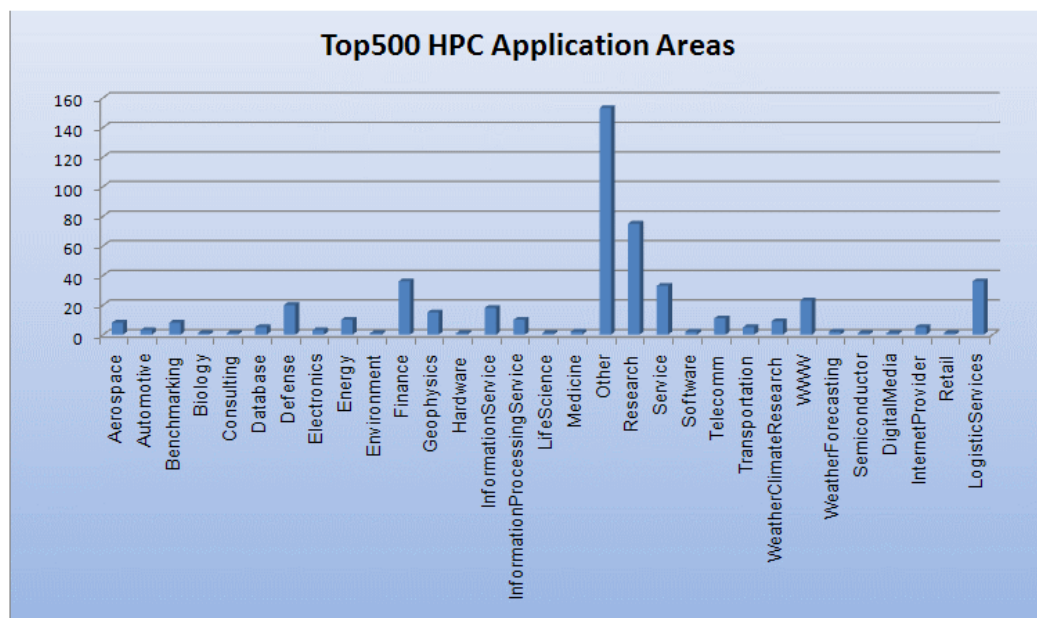 Top500 HPC Application Areas
160
140
120
100
80
60
40
20
0
Aerospace
Automotive
Benchmarking
Biology
Consulting
Database
Defense
Electronics
Energy
Environment
Finance
Geophysics
Hardware
InformationService
InformationProcessingService
LifeScience
Medicine
Other
Research
Service
Software
Telecomm
Transportation
WeatherClimateResearch
WWW
WeatherForecasting
Semiconductor
DigitalMedia
InternetProvider
Retail
LogisticServices